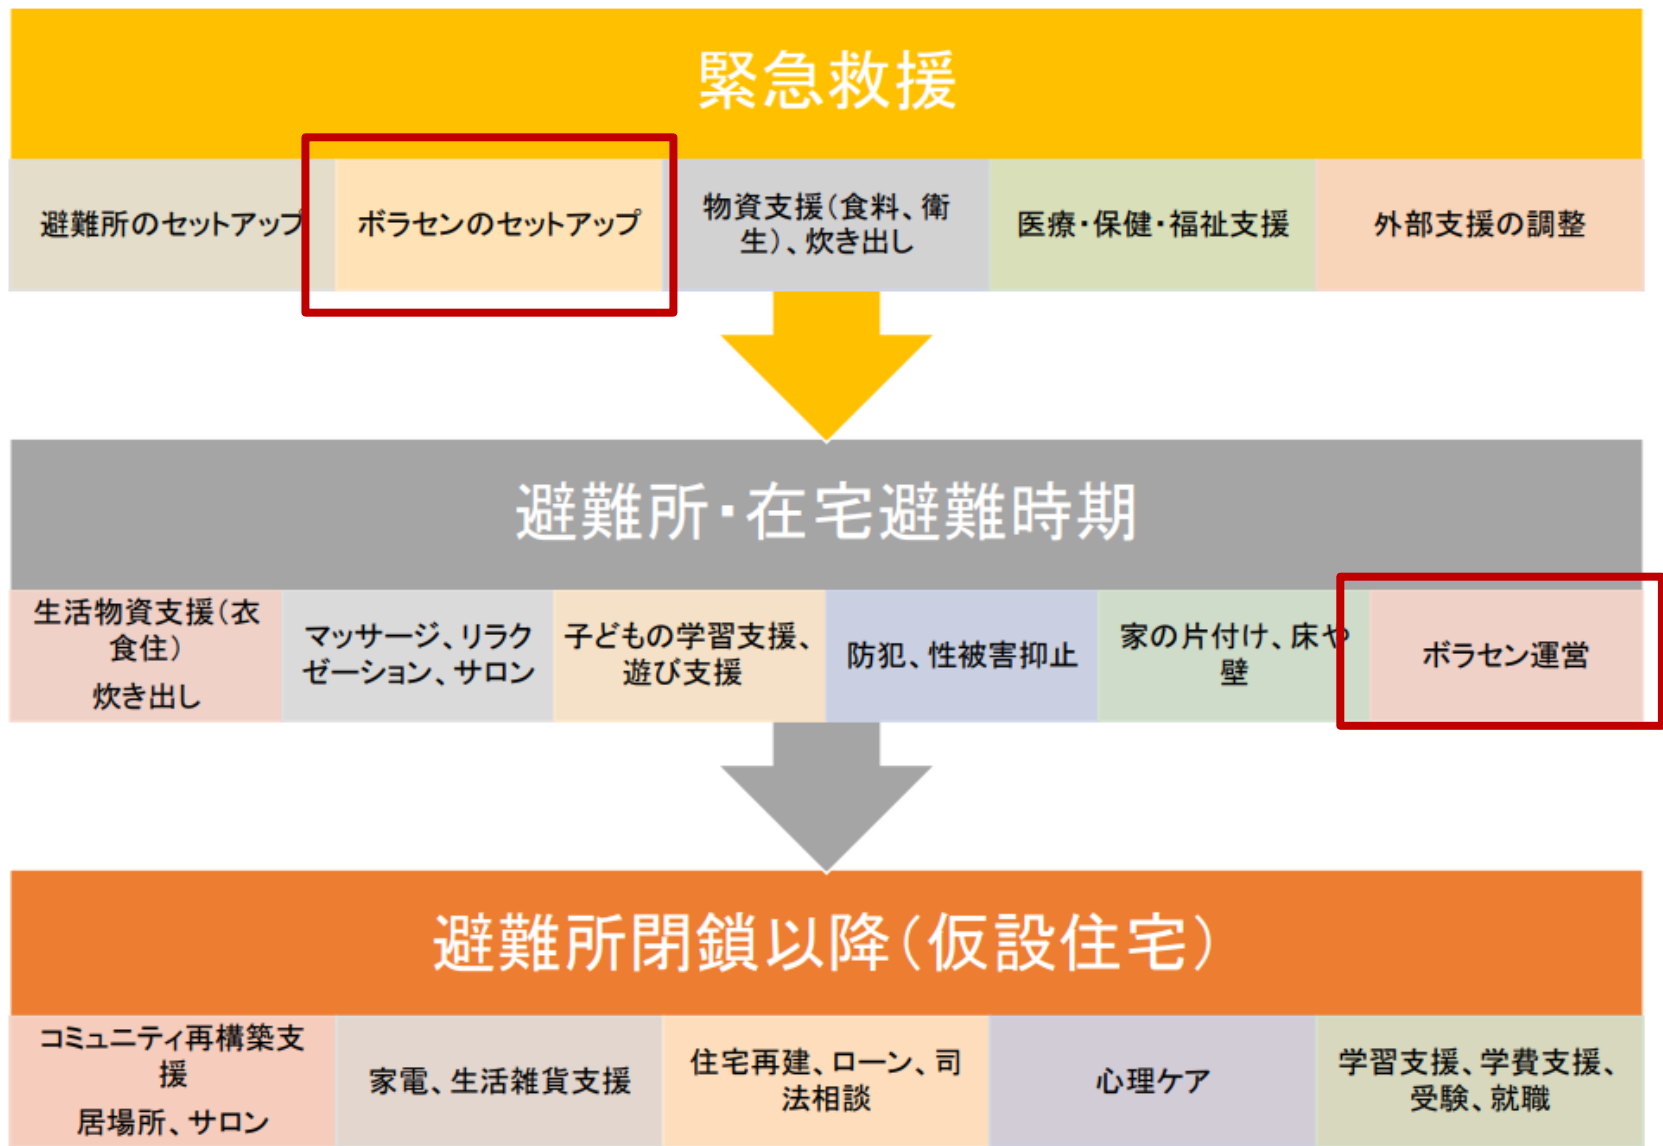 緊急救援
避難所のセットアップ
ボラセンのセットアップ
物資支援(食料、衛
生)、炊き出し
医療・保健・福祉支援
外部支援の調整
避難所・在宅避難時期
生活物資支援(衣
食住)
炊き出し
マッサージ、リラク
ゼーション、サロン
子どもの学習支援、
遊び支援
防犯、性被害抑止
家の片付け、床や
壁
ボラセン運営
避難所閉鎖以降(仮設住宅)
コミュニティ再構築支
援
居場所、サロン
家電、生活雑貨支援
住宅再建、ローン、司
法相談
心理ケア
学習支援、学費支援、
受験、就職